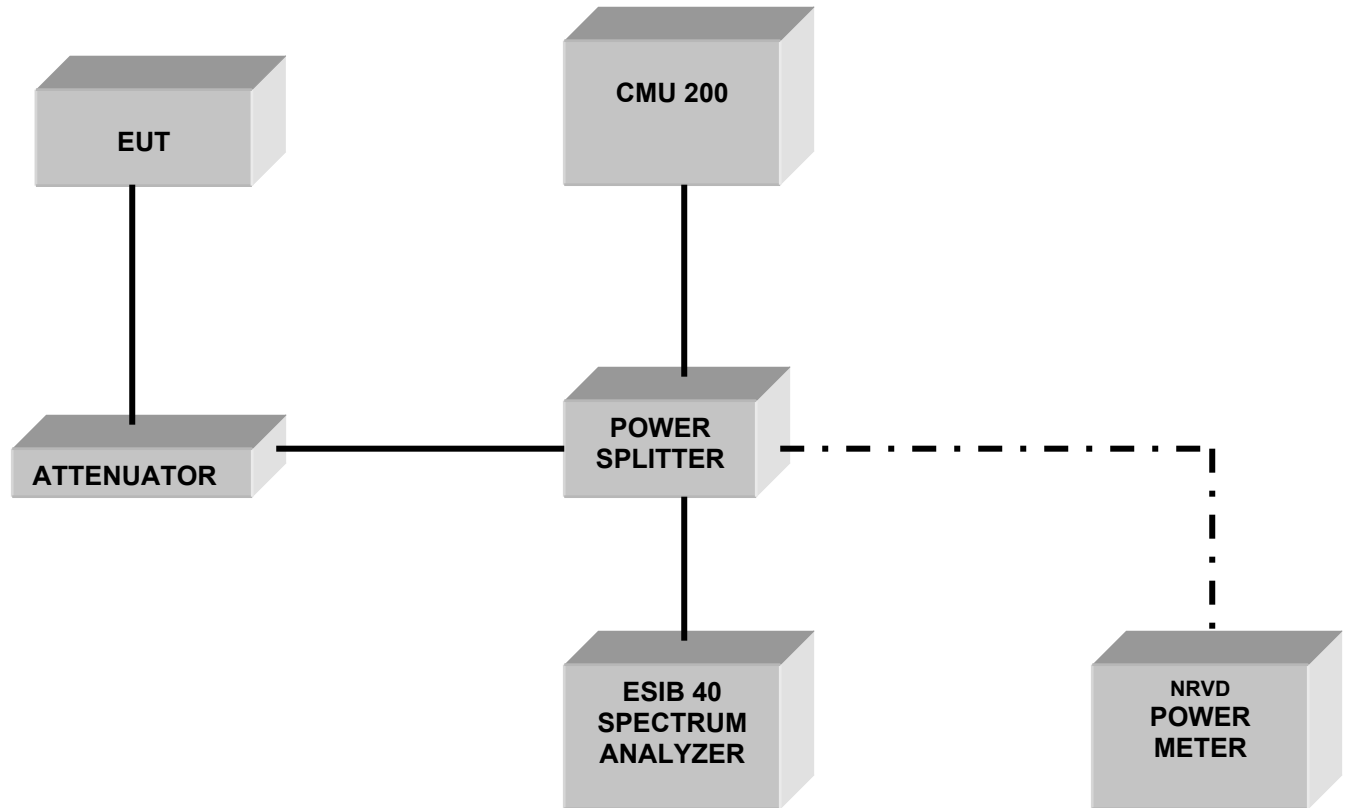 CMU 200
EUT
POWER
SPLITTER
ATTENUATOR
ESIB 40
SPECTRUM
ANALYZER
NRVD
POWER
METER